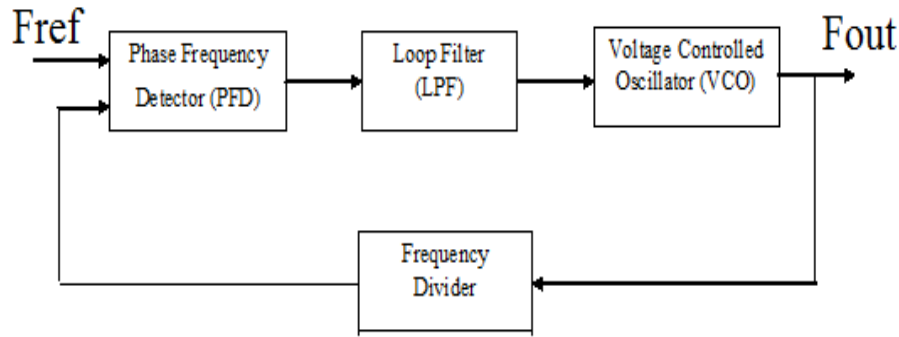 Fref
Phase Frequency
Detector (PFD)
Loop Filter
(LPF)
Voltage Controlled
Oscillator (VCO)
Fout
Frequency
Divider